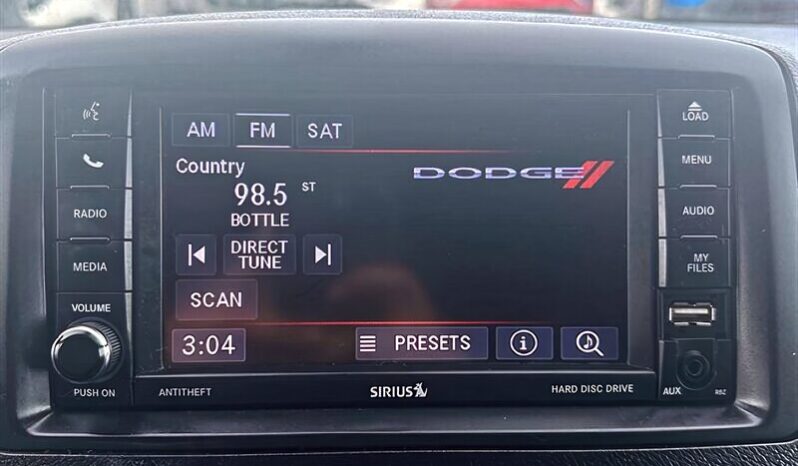 LOAD
MENU
AUDIO
MY
FILES
RADIO
MEDIA
VOLUME
PUSH ON
AM FM SAT
Country
98.5 ST
BOTTLE
DODGE
DIRECT
TUNE
SCAN
3:04
PRESETS
ANTITHEFT
SIRIUS
HARD DISC DRIVE
AUX
RBZ